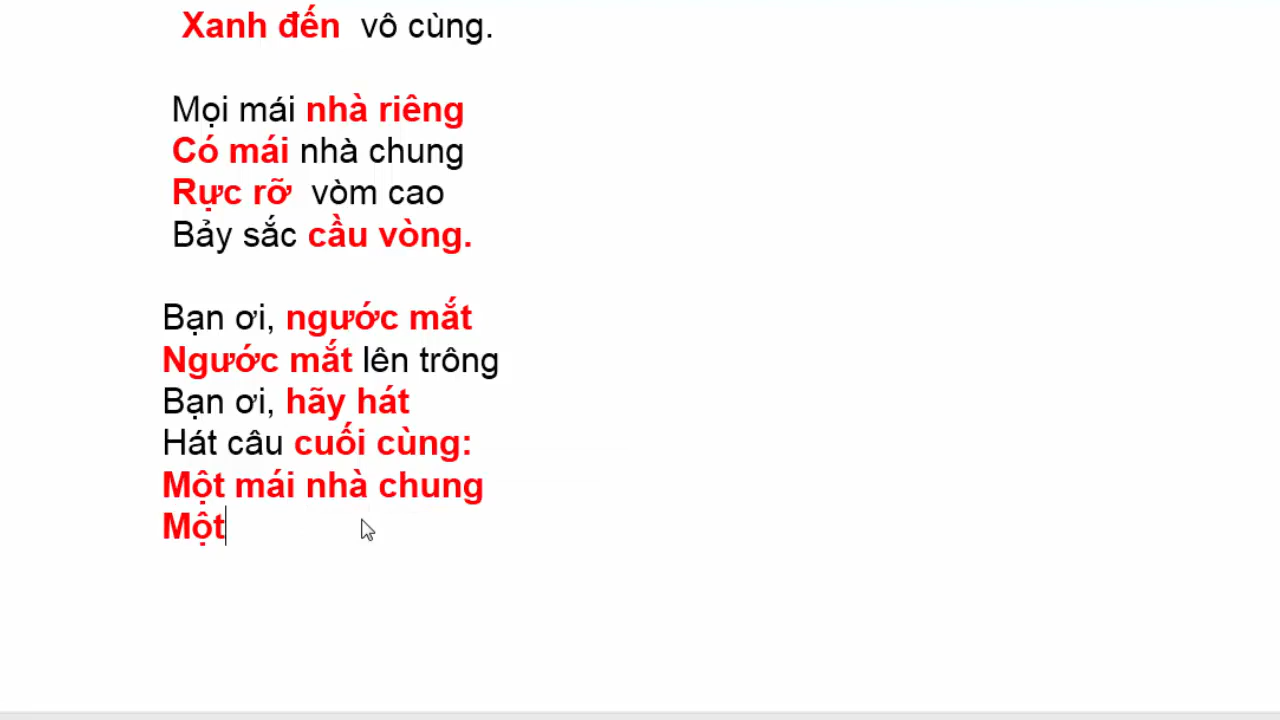 Xanh đến vô cùng.
Mọi mái nhà riêng
Có mái nhà chung
Rực rỡ vòm cao
Bảy sắc cầu vòng.
Bạn ơi, ngước mắt
Ngước mắt lên trông
Bạn ơi, hãy hát
Hát câu cuối cùng:
Một mái nhà chung
Một